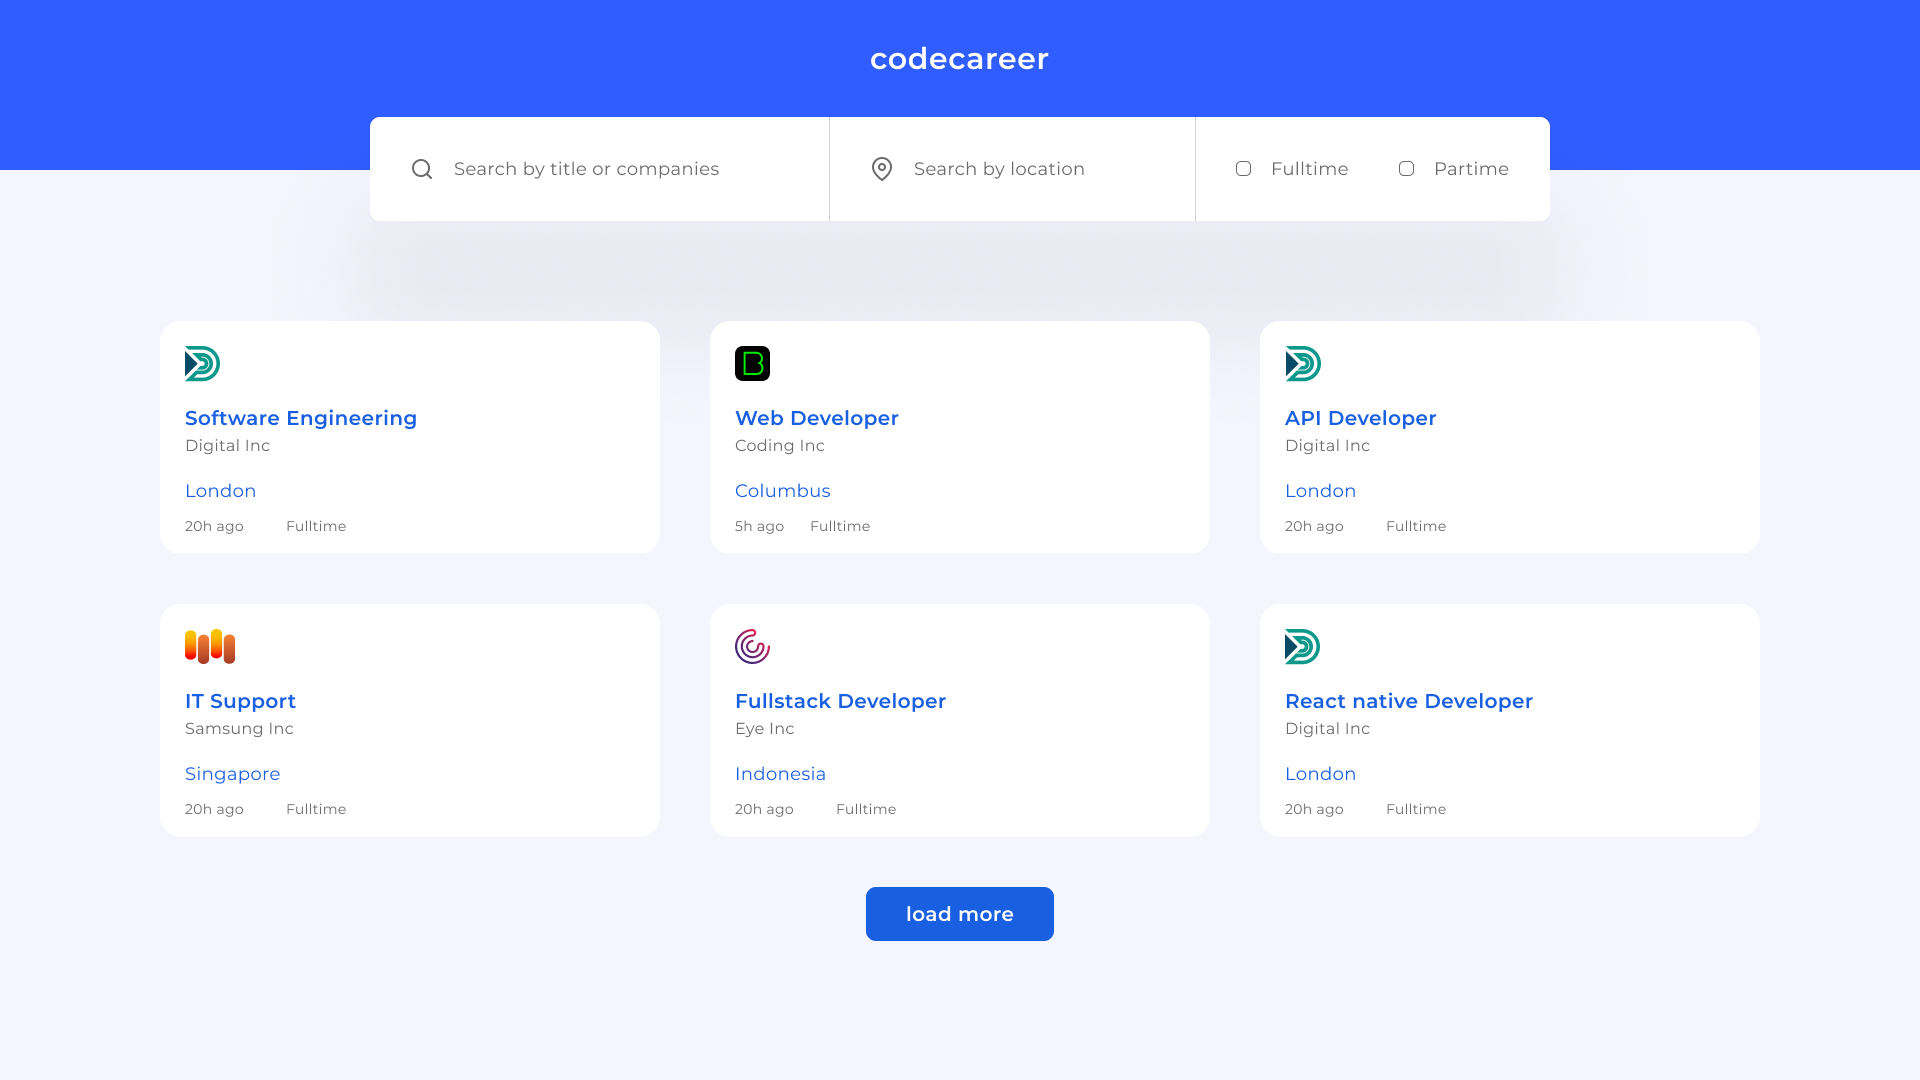 codecareer
Search by title or companies
Search by location
Fulltime
Partime
Software Engineering
Digital Inc
London
20h ago Fulltime
Web Developer
Coding Inc
Columbus
5h ago Fulltime
API Developer
Digital Inc
London
20h ago Fulltime
IT Support
Samsung Inc
Singapore
20h ago Fulltime
Fullstack Developer
Eye Inc
Indonesia
20h ago Fulltime
React native Developer
Digital Inc
London
20h ago Fulltime
load more